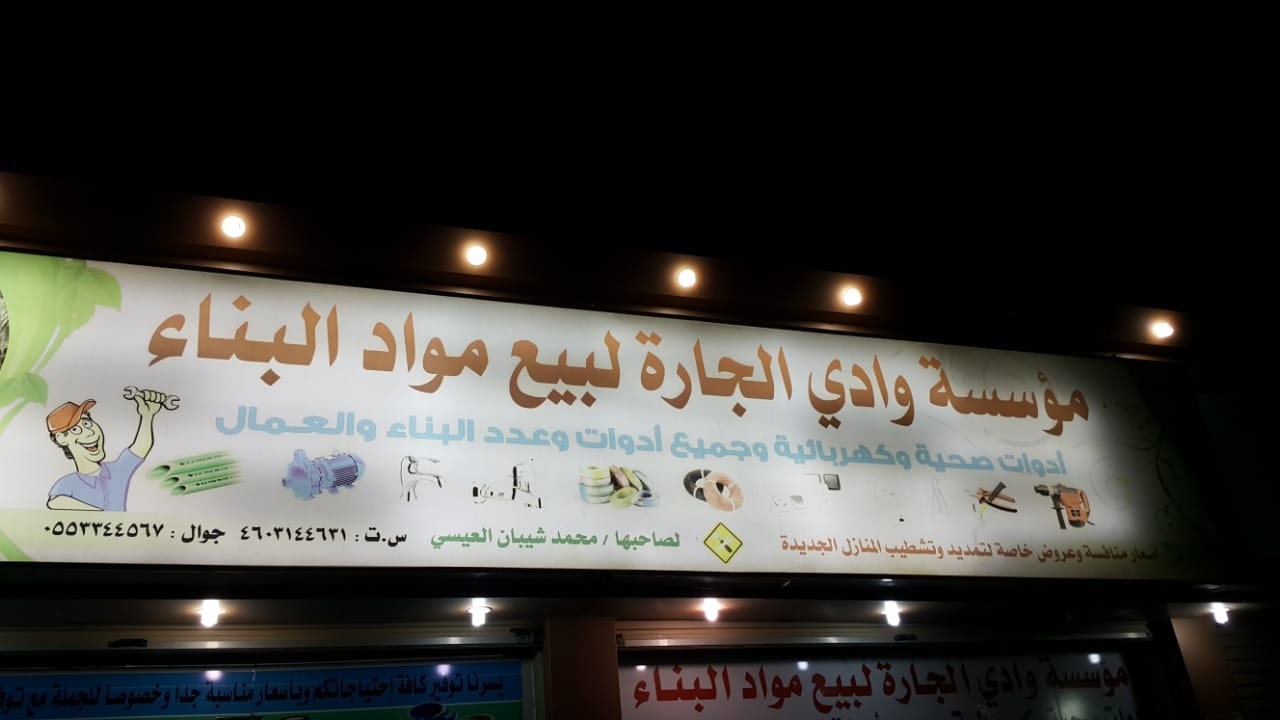 مؤسسة وادي الجارة لبيع مواد البناء
أدوات صحية وكهربائية وجميع أدوات وعدد البناء والعمال
اسعار منافسة وعروض خاصة لتمديد وتشطيب المنازل الجديدة
لصاحبها / محمد شيبان العيسي
س.ت : ٤٦٠٣١٤٤٦٣١ جوال : ٠٥٥٣٣٤٤٥٦٧
مؤسسة وادي الجارة لبيع مواد البناء
يسرنا توفير كافة احتياجاتكم وبأسعار مناسبة جدا وخصوصا للجملة مع